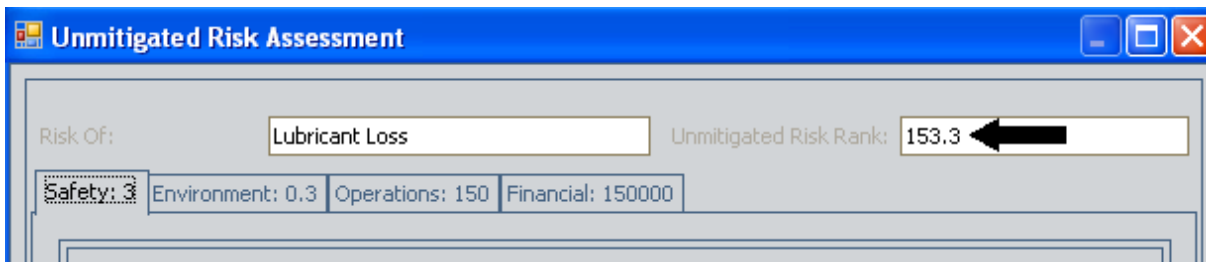 Unmitigated Risk Assessment
Risk Of: Lubricant Loss Unmitigated Risk Rank: 153.3
Safety: 3 Environment: 0.3 Operations: 150 Financial: 150000